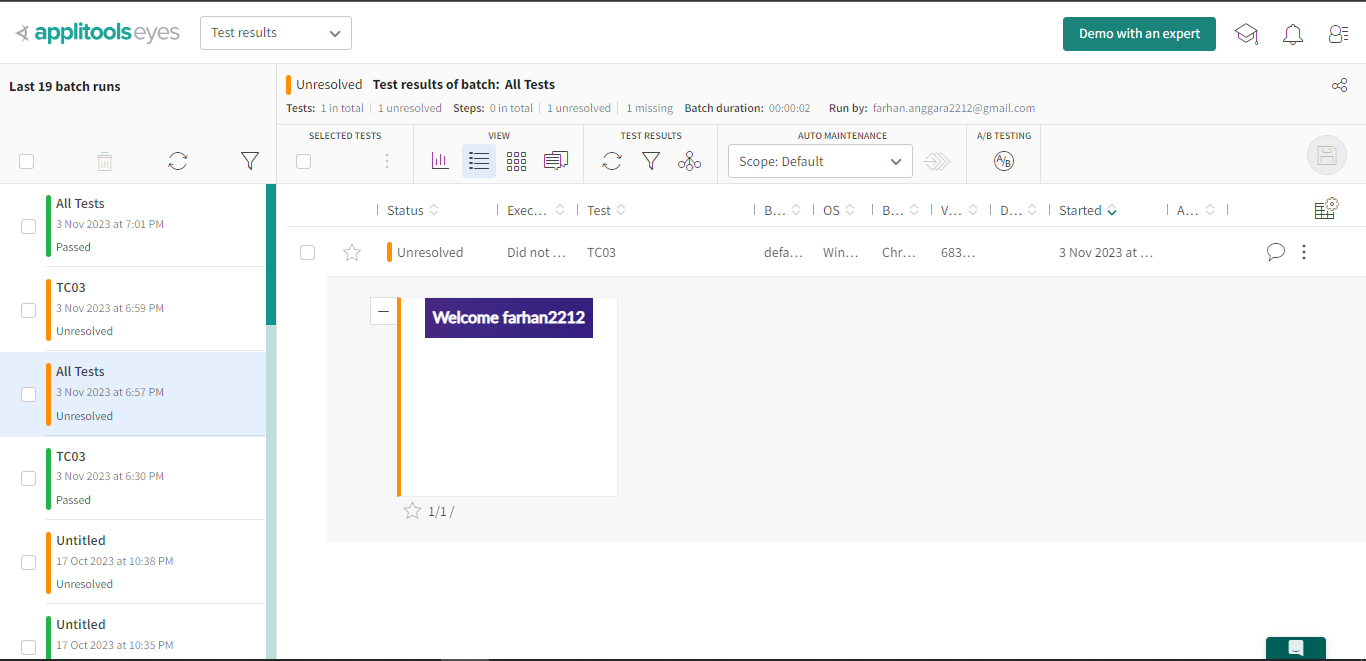 applitools eyes
Test results
Demo with an expert
Last 19 batch runs
Unresolved Test results of batch: All Tests
Tests: 1 in total | 1 unresolved Steps: 0 in total | 1 unresolved | 1 missing Batch duration: 00:00:02 Run by: farhan.anggara2212@gmail.com
SELECTED TESTS VIEW TEST RESULTS AUTO MAINTENANCE A/B TESTING
Scope: Default
A/B
All Tests
3 Nov 2023 at 7:01 PM
Passed
TC03
3 Nov 2023 at 6:59 PM
Unresolved
All Tests
3 Nov 2023 at 6:57 PM
Unresolved
TC03
3 Nov 2023 at 6:30 PM
Passed
Untitled
17 Oct 2023 at 10:38 PM
Unresolved
Untitled
17 Oct 2023 at 10:35 PM
Status Exec... Test B... OS B... V... D... Started A...
Unresolved Did not ... TC03 defa... Win... Chr... 683... 3 Nov 2023 at ...
Welcome farhan2212
1/1 /